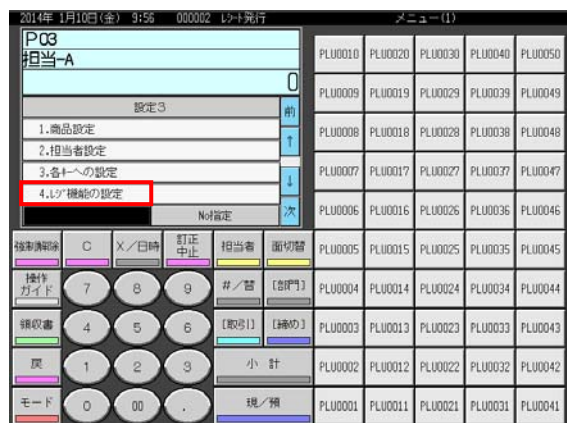 2014年 1月10日(金) 9:56 000002 レシート発行 メニュー(1)
P03
担当-A
0
設定3 前
1.商品設定
2.担当者設定
3.各キーへの設定
4.レジ機能の設定
No指定 次
↑
↓
強制解除 C X/日時 訂正中止 担当者 面切替
操作ガイド 7 8 9 #/替 [部門]
領収書 4 5 6 [取引] [締め]
戻 1 2 3 小計
モード 0 00 . 現/預
PLU0010 PLU0020 PLU0030 PLU0040 PLU0050
PLU0009 PLU0019 PLU0029 PLU0039 PLU0049
PLU0008 PLU0018 PLU0028 PLU0038 PLU0048
PLU0007 PLU0017 PLU0027 PLU0037 PLU0047
PLU0006 PLU0016 PLU0026 PLU0036 PLU0046
PLU0005 PLU0015 PLU0025 PLU0035 PLU0045
PLU0004 PLU0014 PLU0024 PLU0034 PLU0044
PLU0003 PLU0013 PLU0023 PLU0033 PLU0043
PLU0002 PLU0012 PLU0022 PLU0032 PLU0042
PLU0001 PLU0011 PLU0021 PLU0031 PLU0041